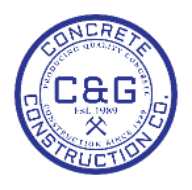 CONCRETE
PRODUCING QUALITY CONCRETE
C&G
Est. 1989
CONSTRUCTION SINCE 1989
CONSTRUCTION CO.